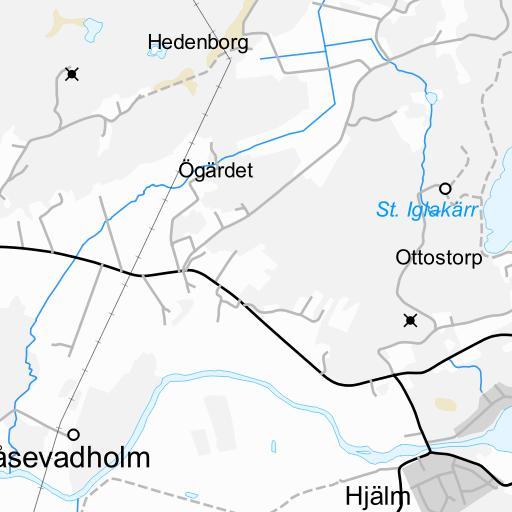 Hedenborg
Ögärdet
St. Iglakärr
Ottostorp
åsevadholm
Hjälm